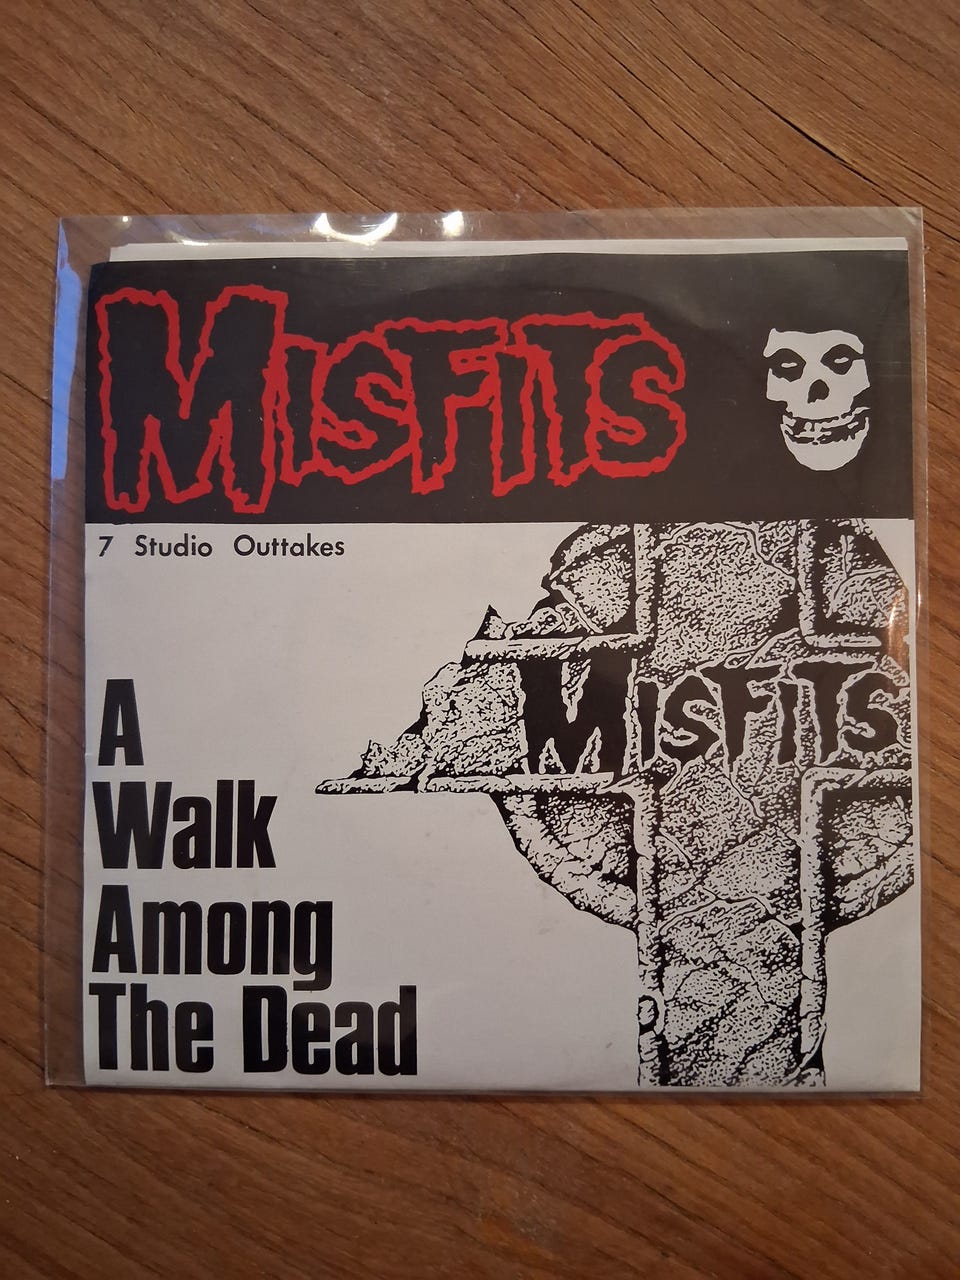 MISFITS
7 Studio Outtakes
MISFITS
A
Walk
Among
The Dead